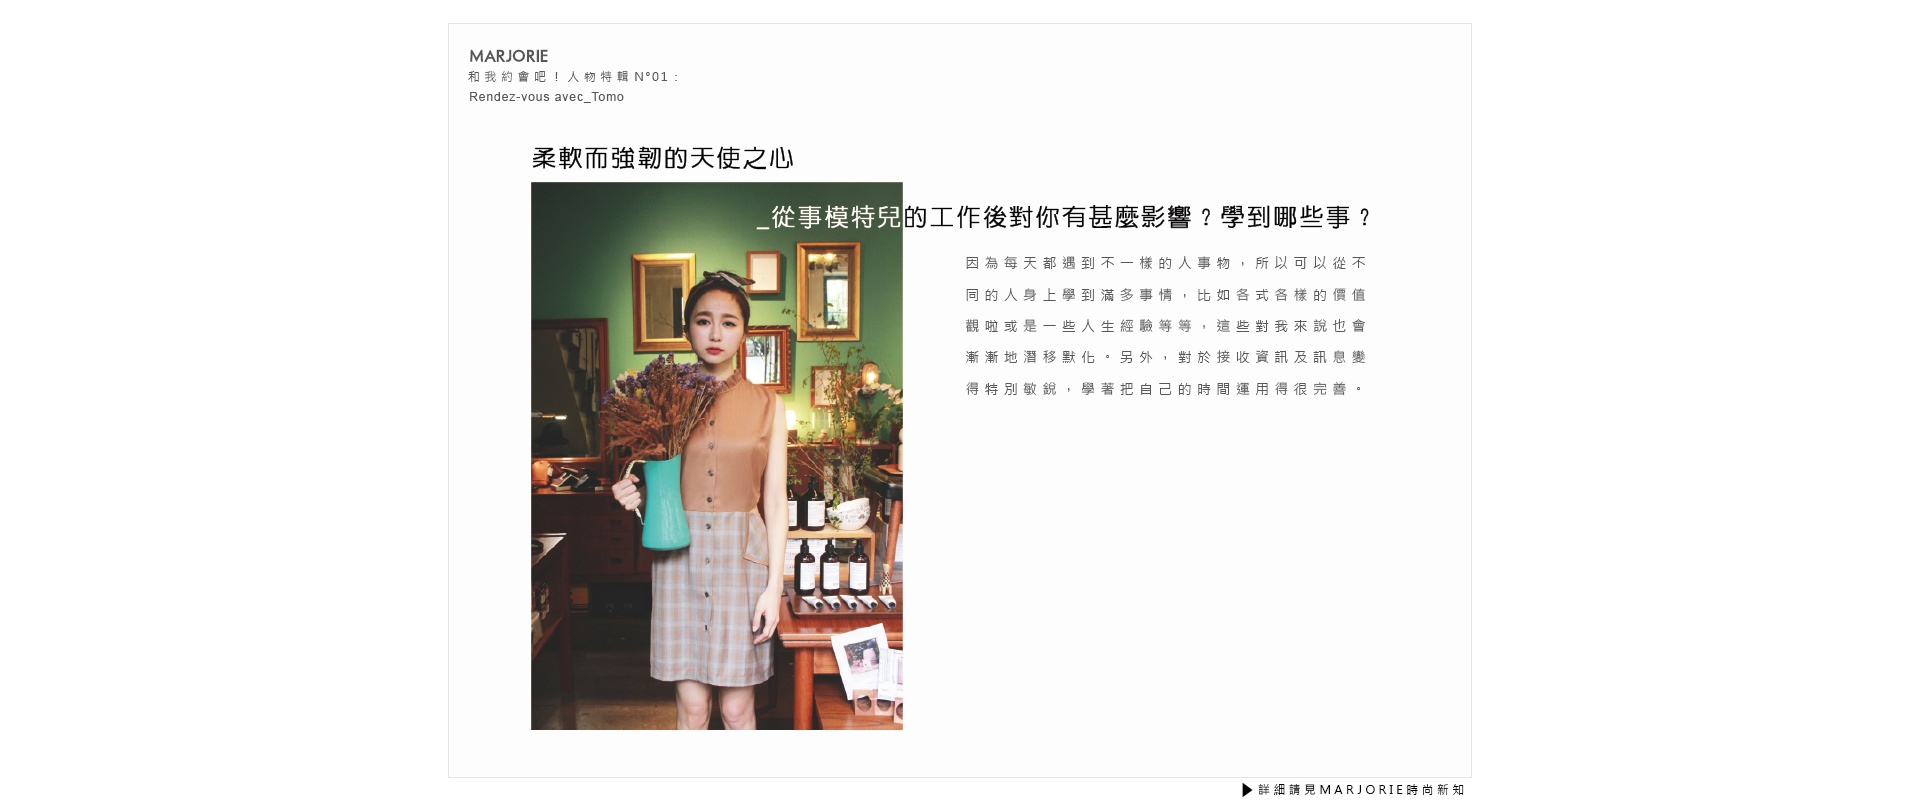 MARJORIE
和我約會吧！人物特輯N°01：
Rendez-vous avec_Tomo
柔軟而強韌的天使之心
_從事模特兒的工作後對你有甚麼影響？學到哪些事？
因為每天都遇到不一樣的人事物，所以可以從不
同的人身上學到滿多事情，比如各式各樣的價值
觀啦或是一些人生經驗等等，這些對我來說也會
漸漸地潛移默化。另外，對於接收資訊及訊息變
得特別敏銳，學著把自己的時間運用得很完善。
▶詳細請見MARJORIE時尚新知